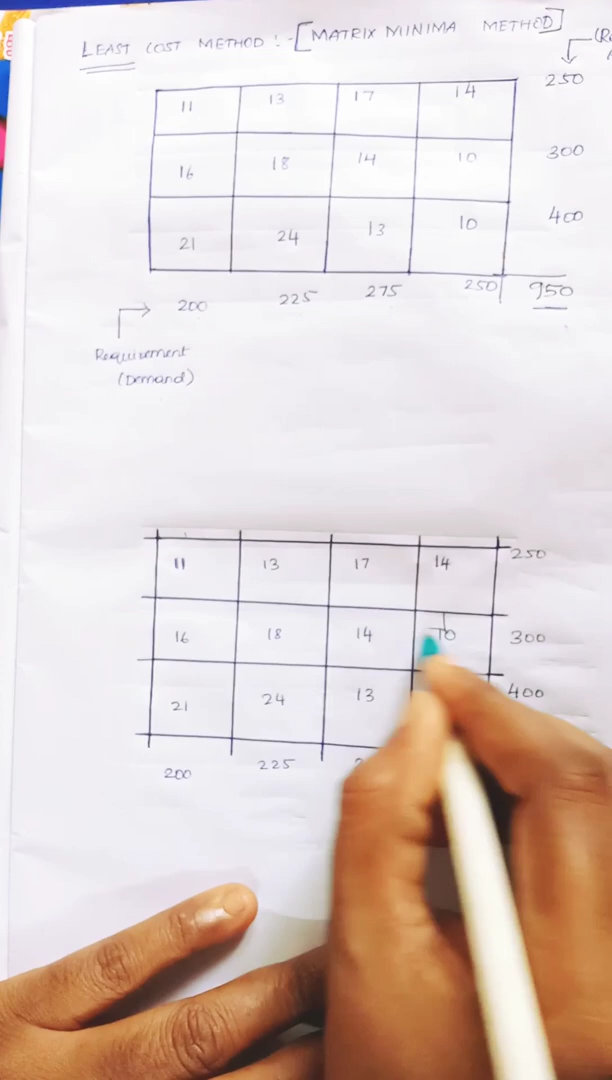 LEAST COST METHOD :- [MATRIX MINIMA METHOD]
11 13 17 14 250
16 18 14 10 300
21 24 13 10 400
200 225 275 250 950
Requirement
(Demand)
11 13 17 14 250
16 18 14 10 300
21 24 13 400
200 225